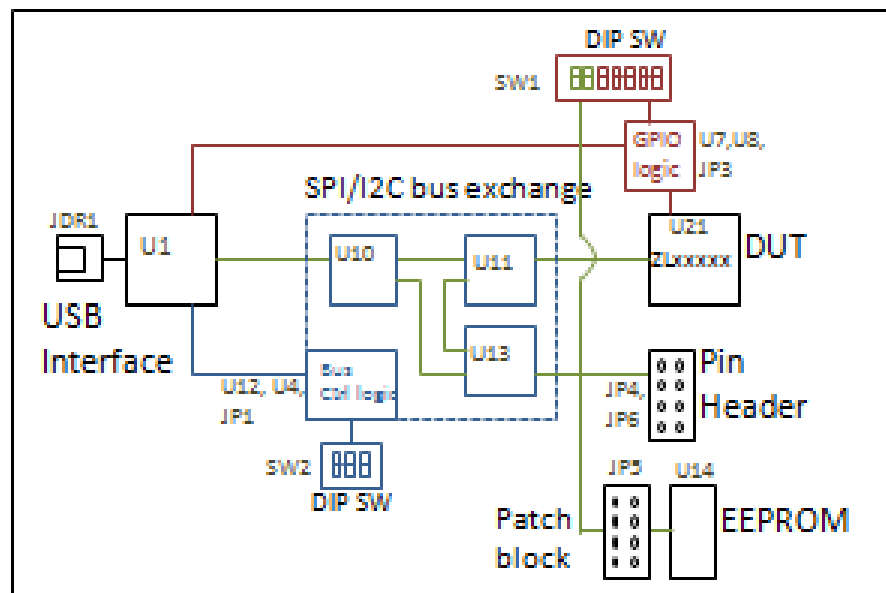 DIP SW
SW1
GPIO
logic
U7,U8,
JP3
SPI/I2C bus exchange
JDR1
U1
U10
U11
U21
ZLxxxxx
DUT
USB
Interface
U13
Bus
Ctrl logic
U12, U4,
JP1
Pin
Header
JP4,
JP6
SW2
DIP SW
JP5
U14
Patch
block
EEPROM